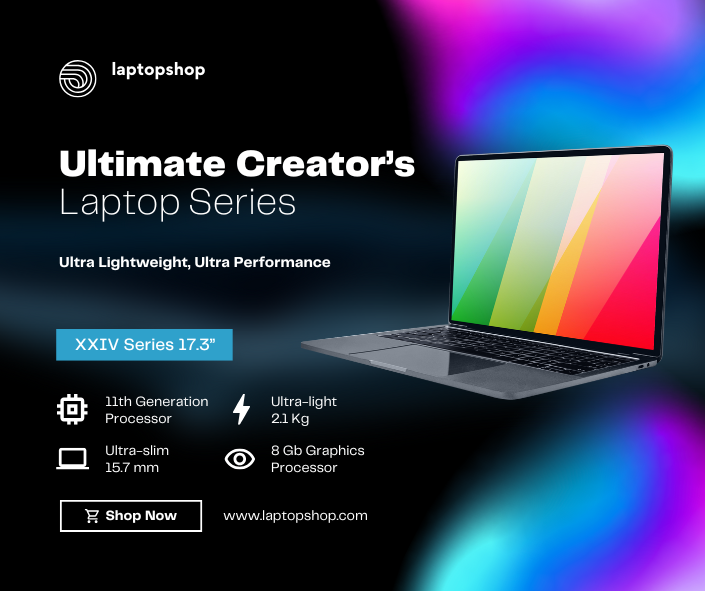 laptopshop
Ultimate Creator’s
Laptop Series
Ultra Lightweight, Ultra Performance
XXIV Series 17.3”
11th Generation
Processor
Ultra-light
2.1 Kg
Ultra-slim
15.7 mm
8 Gb Graphics
Processor
Shop Now
www.laptopshop.com